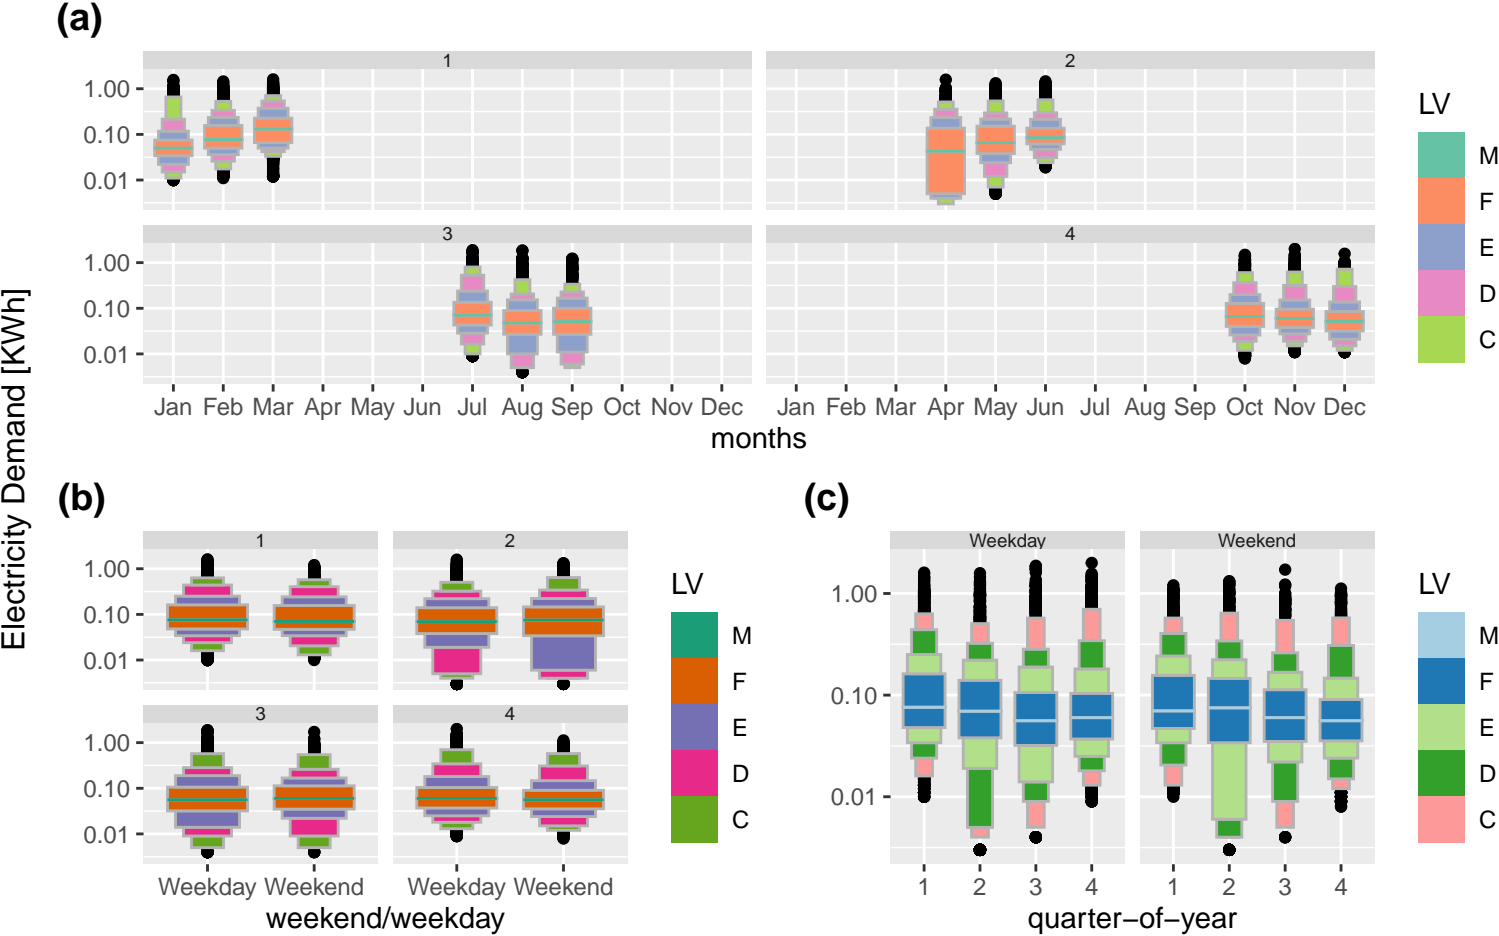 (a)
1
2
1.00
0.10
0.01
3
4
1.00
0.10
0.01
Jan Feb Mar Apr May Jun Jul Aug Sep Oct Nov Dec
Jan Feb Mar Apr May Jun Jul Aug Sep Oct Nov Dec
months
LV
M
F
E
D
C
Electricity Demand [KWh]
(b)
1
2
1.00
0.10
0.01
3
4
1.00
0.10
0.01
Weekday Weekend
Weekday Weekend
weekend/weekday
LV
M
F
E
D
C
(c)
Weekday
Weekend
1.00
0.10
0.01
1 2 3 4
1 2 3 4
quarter−of−year
LV
M
F
E
D
C